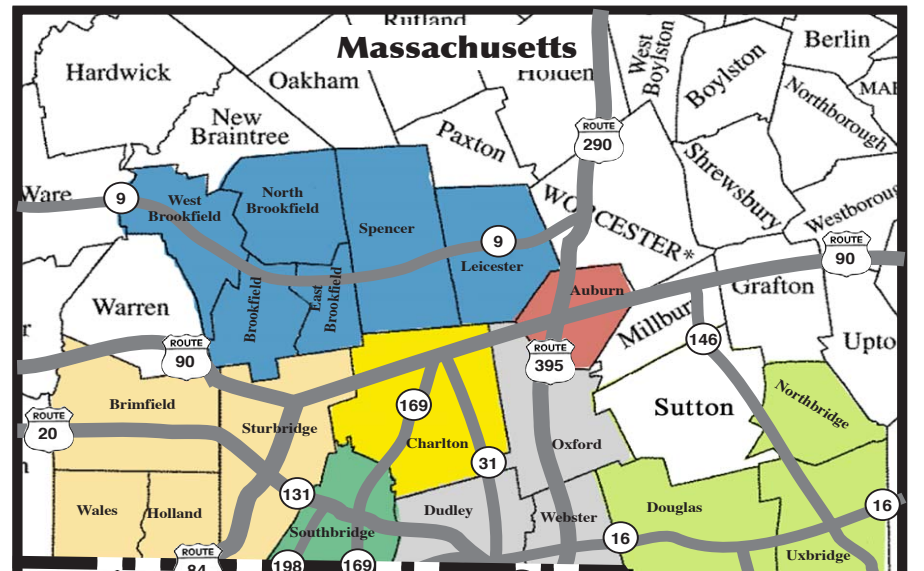 Rutland
Massachusetts
Berlin
Hardwick
Oakham
Holden
West
Boylston
Boylston
MA
Northborough
New
Braintree
Paxton
ROUTE
290
Shrewsbury
Ware
9
West
Brookfield
North
Brookfield
Spencer
WORCESTER*
Westboroug
9
Leicester
ROUTE
90
Warren
Brookfield
East
Brookfield
Auburn
Grafton
Millbur
r
ROUTE
90
ROUTE
395
146
Upto
Brimfield
169
Sutton
Northbridge
ROUTE
20
Sturbridge
Charlton
Oxford
31
n
131
Wales
Holland
Dudley
Webster
Douglas
16
Southbridge
16
Uxbridge
ROUTE
84
198
169